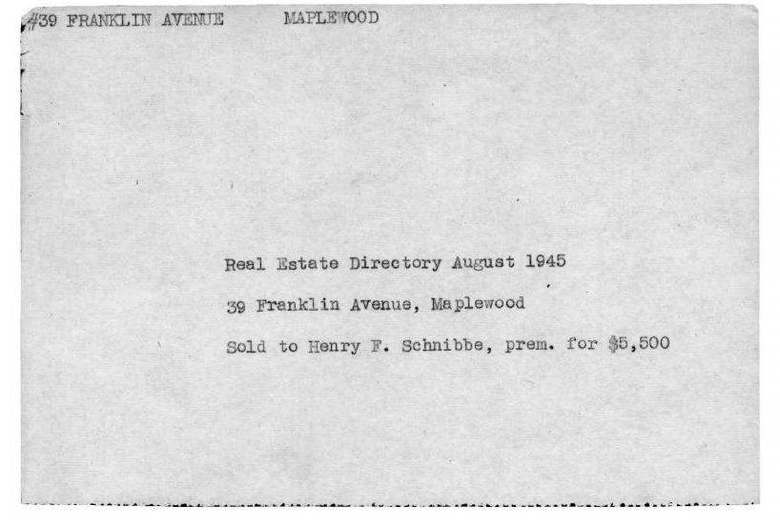 #39 FRANKLIN AVENUE MAPLEWOOD
Real Estate Directory August 1945
39 Franklin Avenue, Maplewood
Sold to Henry F. Schnibbe, prem. for $5,500